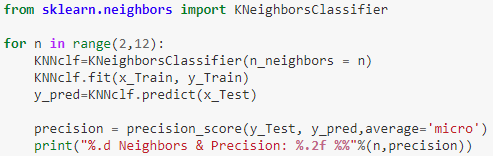 from sklearn.neighbors import KNeighborsClassifier
for n in range(2,12):
    KNNclf=KNeighborsClassifier(n_neighbors = n)
    KNNclf.fit(x_Train, y_Train)
    y_pred=KNNclf.predict(x_Test)
    precision = precision_score(y_Test, y_pred,average='micro')
    print("%.d Neighbors & Precision: %.2f %%"%(n,precision))